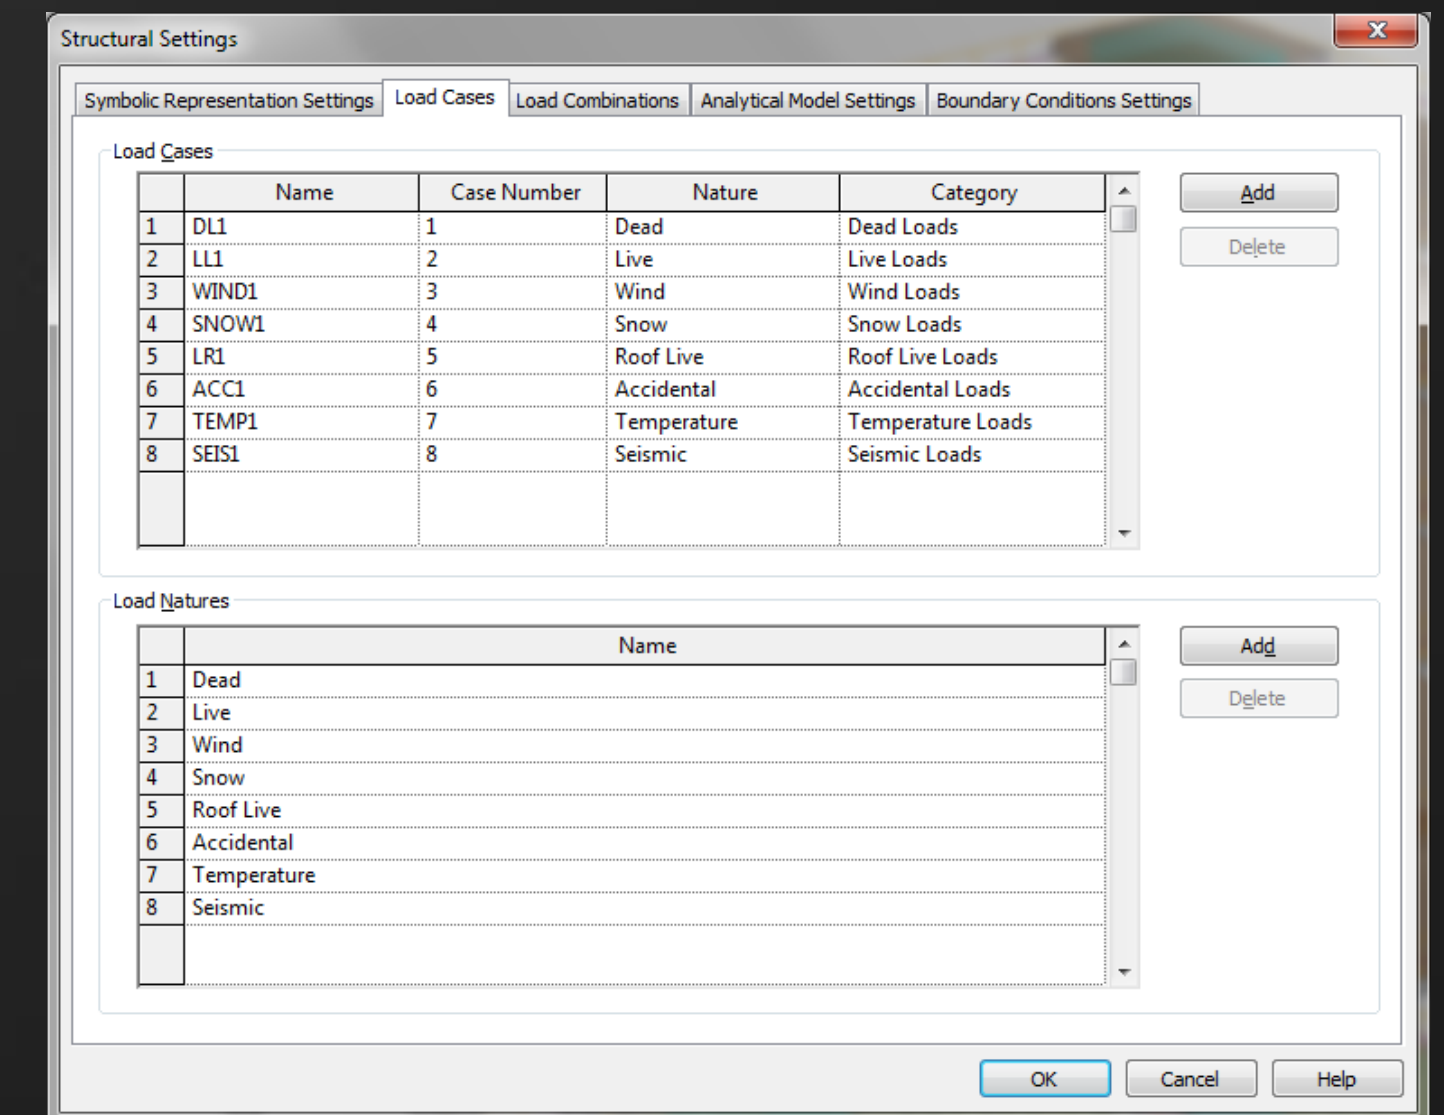 Structural Settings
Symbolic Representation Settings Load Cases Load Combinations Analytical Model Settings Boundary Conditions Settings
Load Cases
Name Case Number Nature Category
Add
1 DL1 1 Dead Dead Loads
Delete
2 LL1 2 Live Live Loads
3 WIND1 3 Wind Wind Loads
4 SNOW1 4 Snow Snow Loads
5 LR1 5 Roof Live Roof Live Loads
6 ACC1 6 Accidental Accidental Loads
7 TEMP1 7 Temperature Temperature Loads
8 SEIS1 8 Seismic Seismic Loads
Load Natures
Name
Add
1 Dead
Delete
2 Live
3 Wind
4 Snow
5 Roof Live
6 Accidental
7 Temperature
8 Seismic
OK Cancel Help